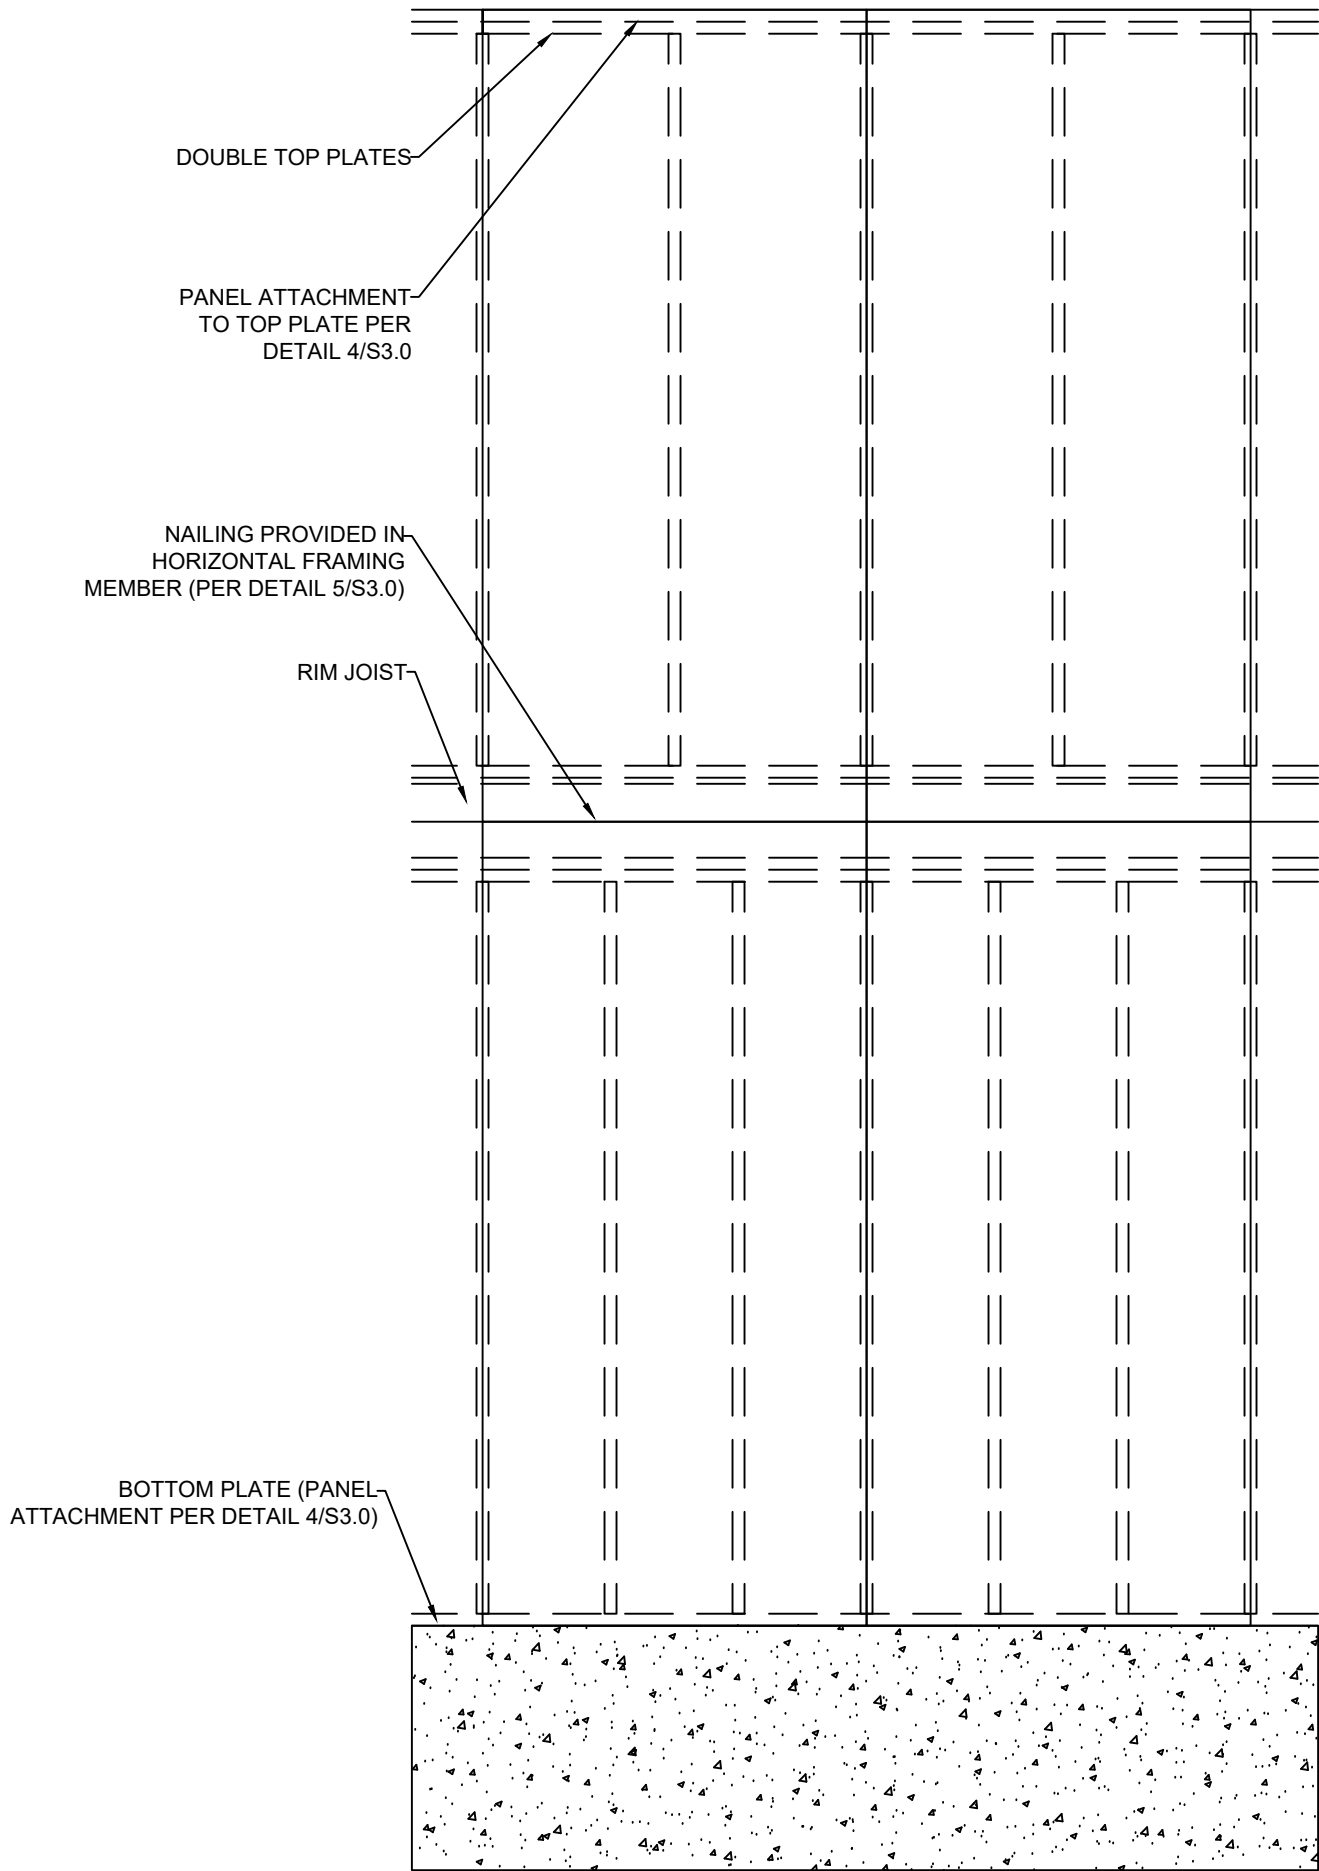 DOUBLE TOP PLATES
PANEL ATTACHMENT
TO TOP PLATE PER
DETAIL 4/S3.0
NAILING PROVIDED IN
HORIZONTAL FRAMING
MEMBER (PER DETAIL 5/S3.0)
RIM JOIST
BOTTOM PLATE (PANEL
ATTACHMENT PER DETAIL 4/S3.0)